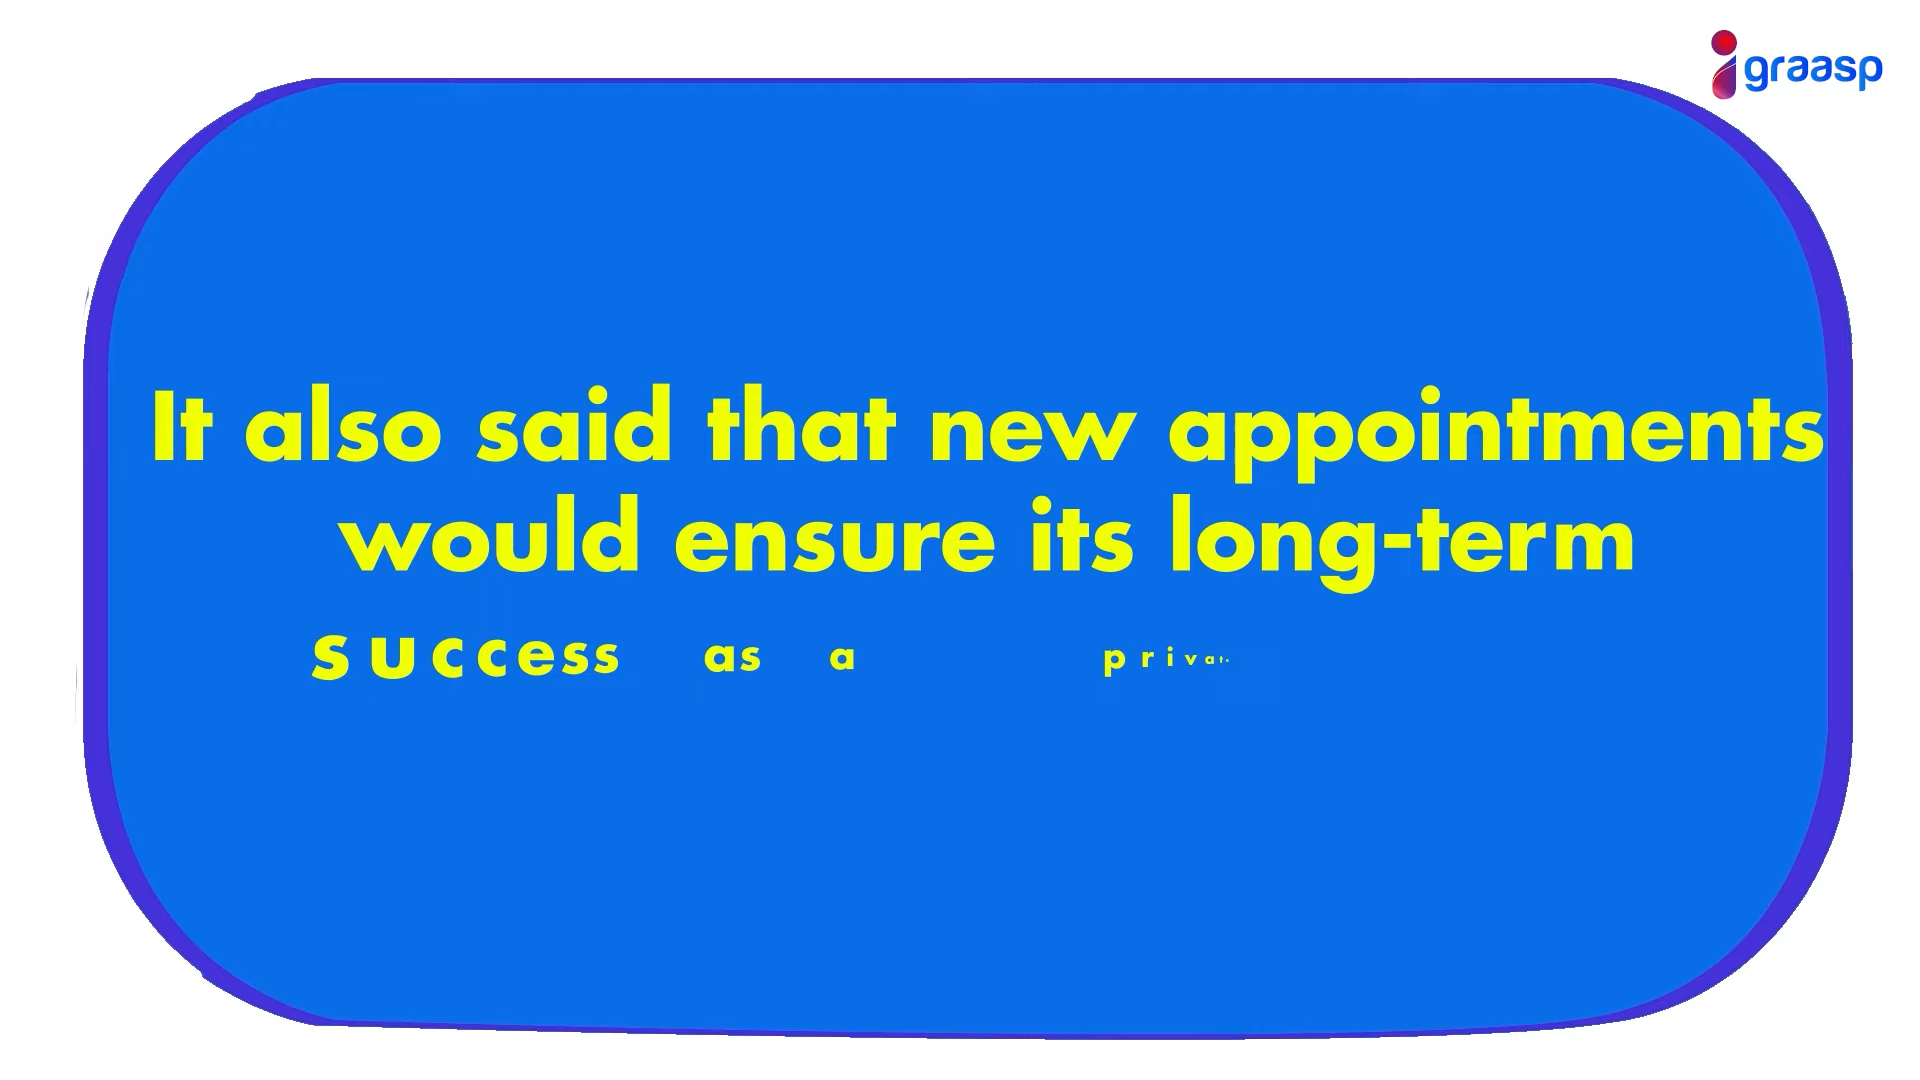 graasp
It also said that new appointments
would ensure its long-term
success as a